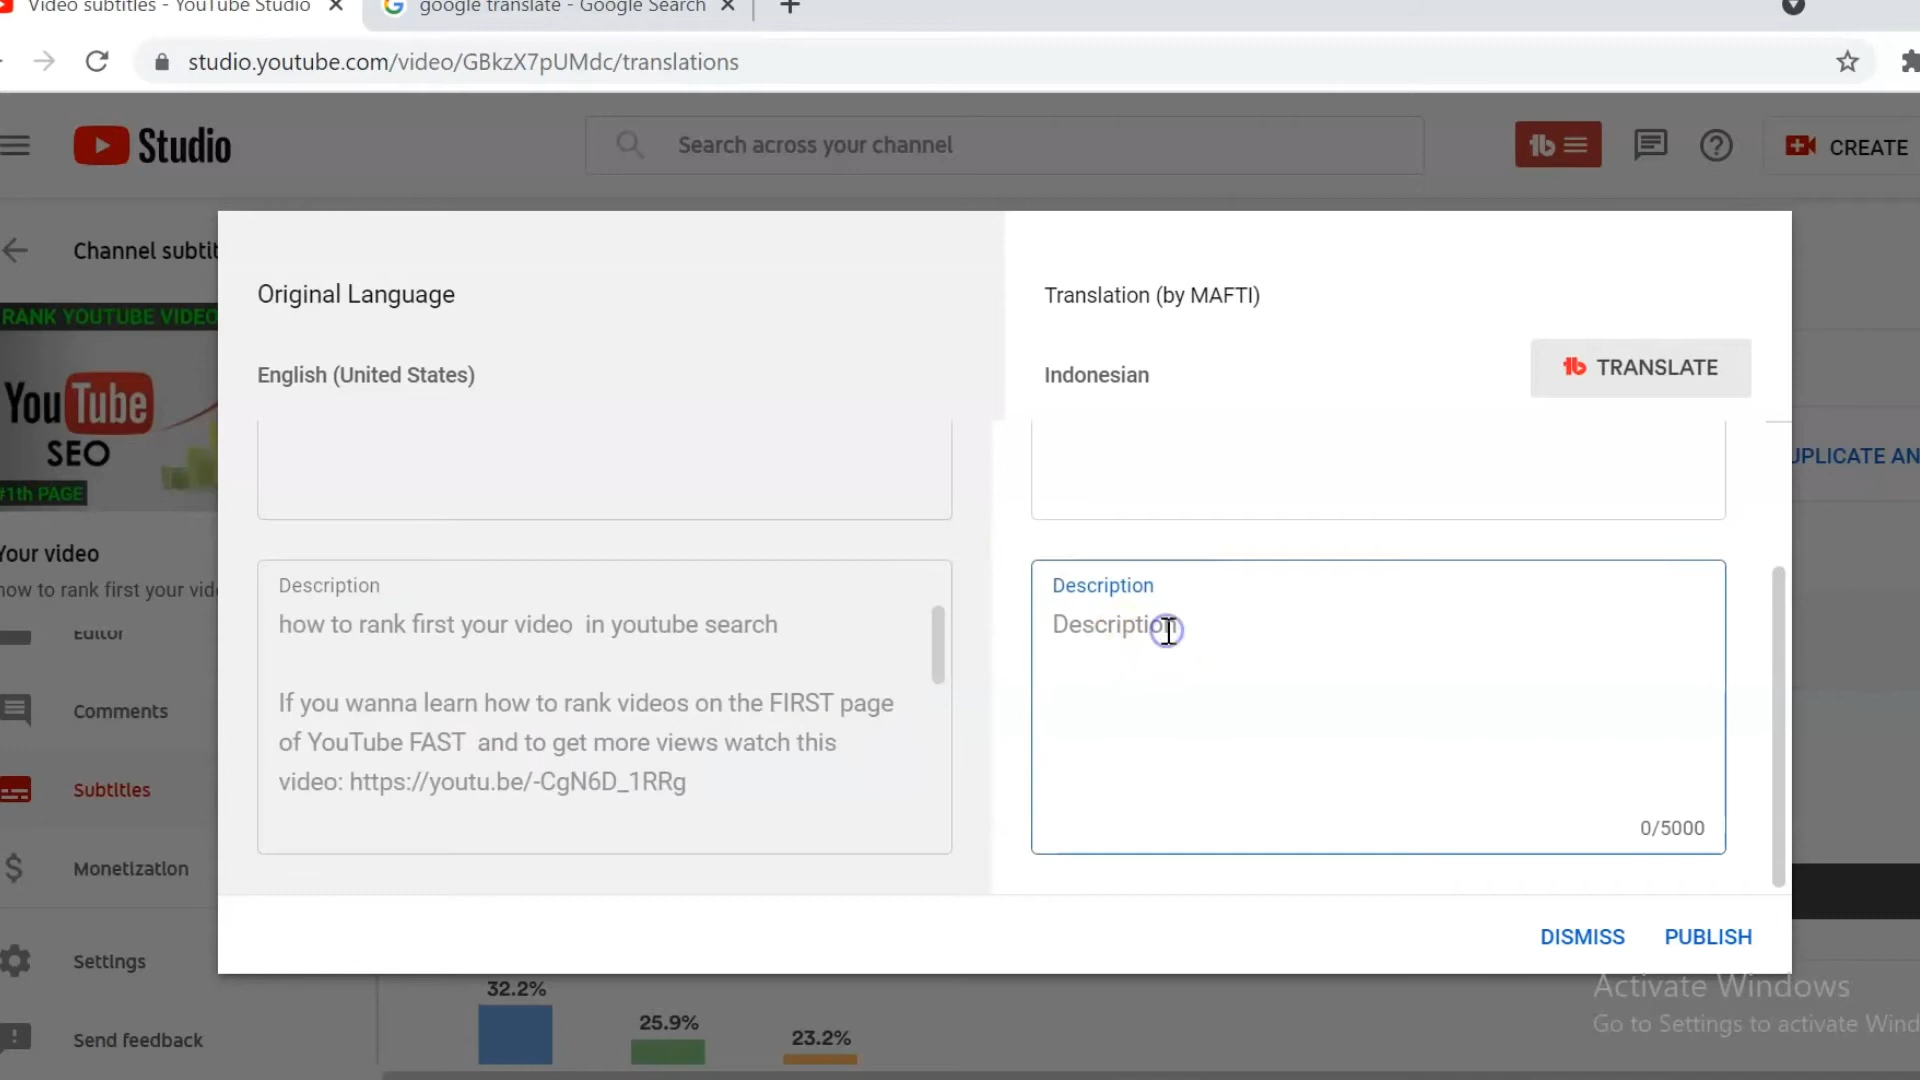 Video subtitles - YouTube Studio
google translate - Google Search
studio.youtube.com/video/GBkzX7pUMdc/translations
Studio
Search across your channel
CREATE
Channel subtit
Original Language
Translation (by MAFTI)
RANK YOUTUBE VIDEO
TRANSLATE
English (United States)
Indonesian
YouTube
SEO
UPLICATE AN
#1th PAGE
Your video
how to rank first your vide
Description
Description
how to rank first your video  in youtube search
Description
Editor
If you wanna learn how to rank videos on the FIRST page
of YouTube FAST  and to get more views watch this
video: https://youtu.be/-CgN6D_1RRg
Comments
Subtitles
0/5000
Monetization
DISMISS
PUBLISH
Settings
32.2%
25.9%
23.2%
Send feedback
Activate Windows
Go to Settings to activate Wind